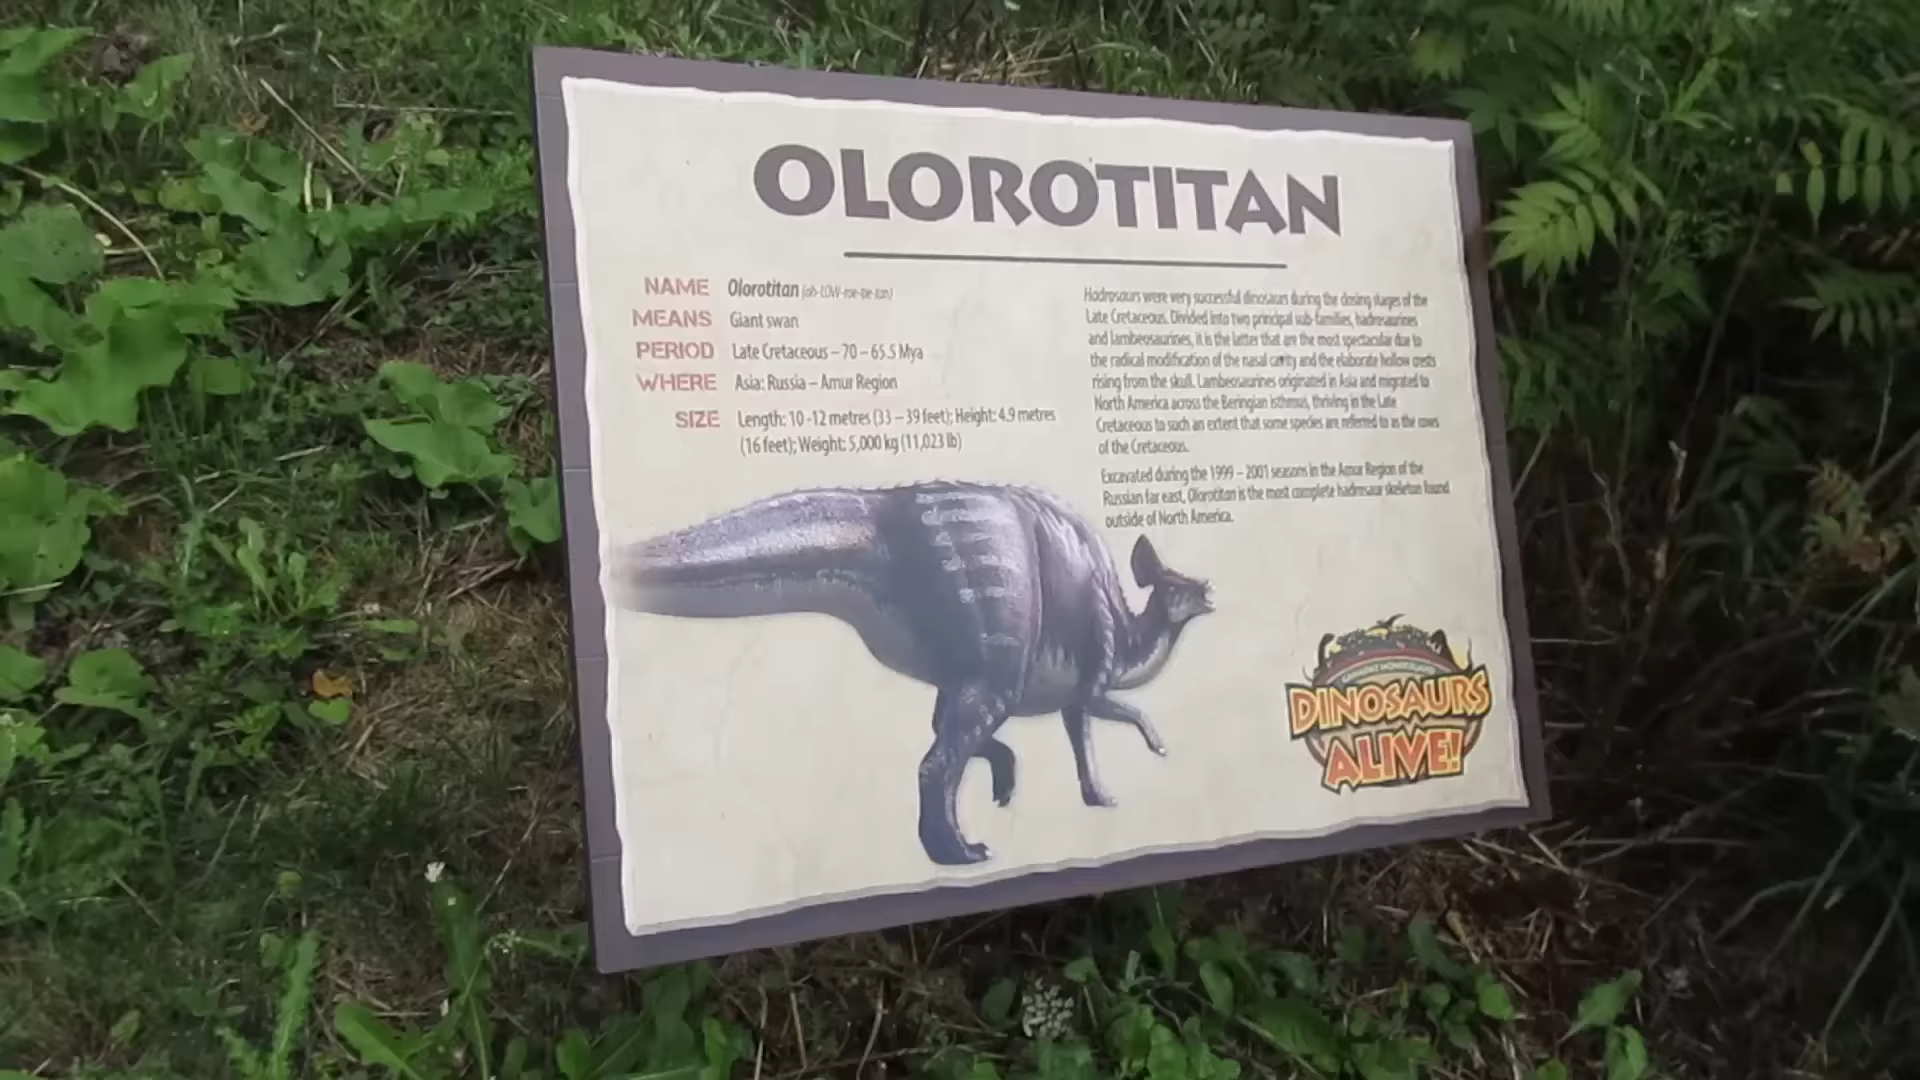 OLOROTITAN
NAME Olorotitan (oh-LOW-roe-tie-tan)
MEANS Giant swan
PERIOD Late Cretaceous – 70 – 65.5 Mya
WHERE Asia: Russia – Amur Region
SIZE Length: 10 -12 metres (33 – 39 feet); Height: 4.9 metres
(16 feet); Weight: 5,000 kg (11,023 lb)
Hadrosaurs were very successful dinosaurs during the closing stages of the
Late Cretaceous. Divided into two principal sub-families, hadrosaurines
and lambeosaurines, it is the latter that are the most spectacular due to
the radical modification of the nasal cavity and the elaborate hollow crests
rising from the skull. Lambeosaurines originated in Asia and migrated to
North America across the Beringian isthmus, thriving in the Late
Cretaceous to such an extent that some species are referred to as the cows
of the Cretaceous.
Excavated during the 1999 – 2001 seasons in the Amur Region of the
Russian far east, Olorotitan is the most complete hadrosaur skeleton found
outside of North America.
DINOSAURS
ALIVE!